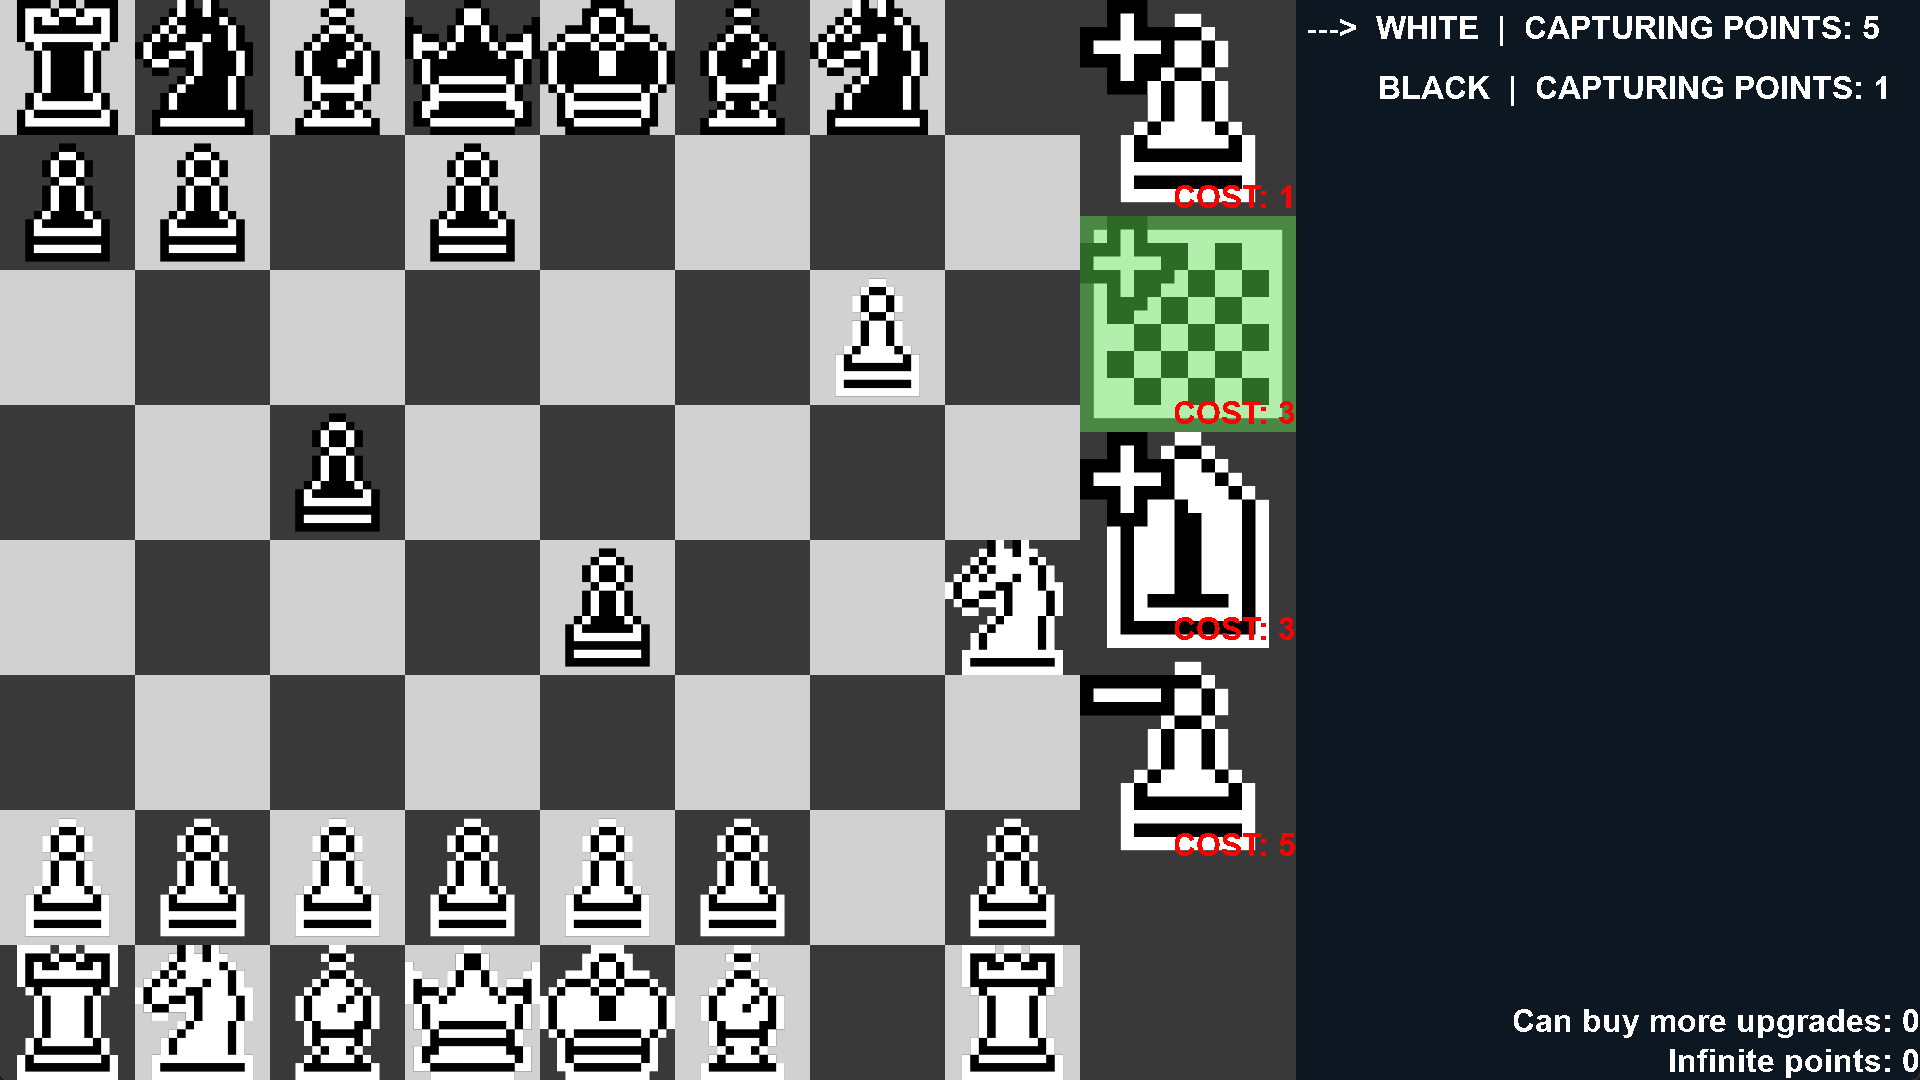 ---> WHITE | CAPTURING POINTS: 5
BLACK | CAPTURING POINTS: 1
COST: 1
COST: 3
COST: 3
COST: 5
Can buy more upgrades: 0
Infinite points: 0